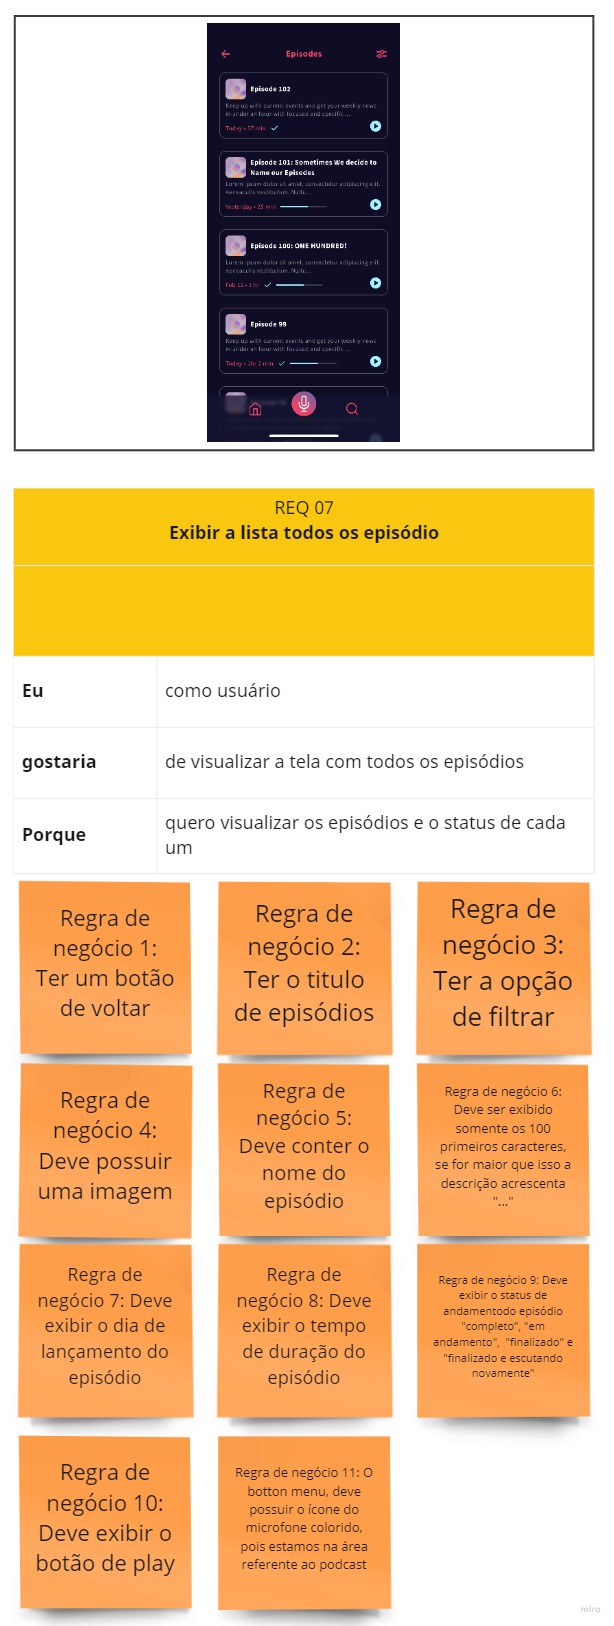 Episodes
Episode 102
Keep up with current events and get your weekly news
in under an hour with focused and specific ...
Today • 37 min
Episode 101: Sometimes We decide to
Name our Episodes
Lorem ipsum dolor sit amet, consectetur adipiscing elit.
Aenean vestibulum. Nullu...
Yesterday • 25 min
Episode 100: ONE HUNDRED!
Lorem ipsum dolor sit amet, consectetur adipiscing elit.
Aenean vestibulum. Nullu...
Feb 12 • 1 hr
Episode 99
Keep up with current events and get your weekly news
in under an hour with focused and specific ...
Today • 1hr 2 min
REQ 07
Exibir a lista todos os episódio
Eu
como usuário
gostaria
de visualizar a tela com todos os episódios
Porque
quero visualizar os episódios e o status de cada
um
Regra de
negócio 1:
Ter um botão
de voltar
Regra de
negócio 2:
Ter o titulo
de episódios
Regra de
negócio 3:
Ter a opção
de filtrar
Regra de
negócio 4:
Deve possuir
uma imagem
Regra de
negócio 5:
Deve conter o
nome do
episódio
Regra de negócio 6:
Deve ser exibido
somente os 100
primeiros caracteres,
se for maior que isso a
descrição acrescenta
"..."
Regra de
negócio 7: Deve
exibir o dia de
lançamento do
episódio
Regra de
negócio 8: Deve
exibir o tempo
de duração do
episódio
Regra de negócio 9: Deve
exibir o status de
andamentodo episódio
"completo", "em
andamento", "finalizado" e
"finalizado e escutando
novamente"
Regra de
negócio 10:
Deve exibir o
botão de play
Regra de negócio 11: O
botton menu, deve
possuir o ícone do
microfone colorido,
pois estamos na área
referente ao podcast
miro